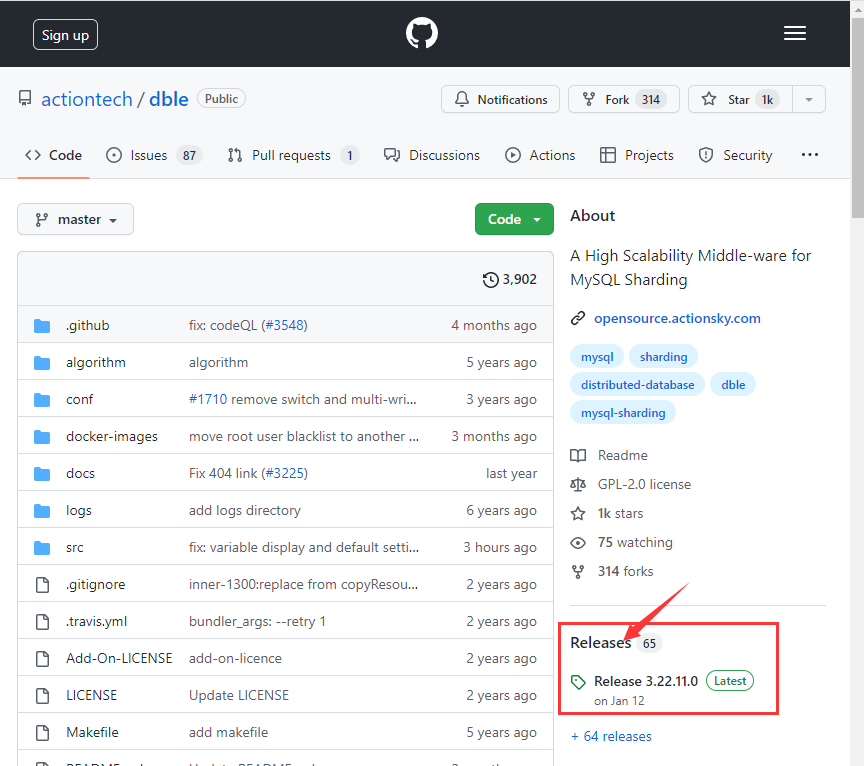 Sign up
actiontech / dble Public
Notifications Fork 314 Star 1k
Code Issues 87 Pull requests 1 Discussions Actions Projects Security ...
master Code
3,902
.github fix: codeQL (#3548) 4 months ago
algorithm algorithm 5 years ago
conf #1710 remove switch and multi-wri... 3 years ago
docker-images move root user blacklist to another ... 3 months ago
docs Fix 404 link (#3225) last year
logs add logs directory 6 years ago
src fix: variable display and default setti... 3 hours ago
.gitignore inner-1300:replace from copyResou... 2 years ago
.travis.yml bundler_args: --retry 1 2 years ago
Add-On-LICENSE add-on-licence 2 years ago
LICENSE Update LICENSE 2 years ago
Makefile add makefile 5 years ago
About
A High Scalability Middle-ware for
MySQL Sharding
opensource.actionsky.com
mysql sharding
distributed-database dble
mysql-sharding
Readme
GPL-2.0 license
1k stars
75 watching
314 forks
Releases 65
Release 3.22.11.0 Latest
on Jan 12
+ 64 releases